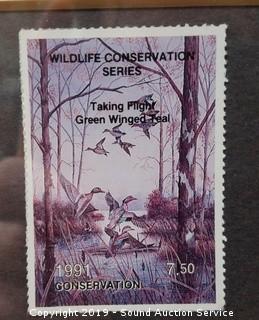 WILDLIFE CONSERVATION
SERIES
Taking Flight
Green Winged Teal
1991 7.50
CONSERVATION
Copyright 2019 - Sound Auction Service